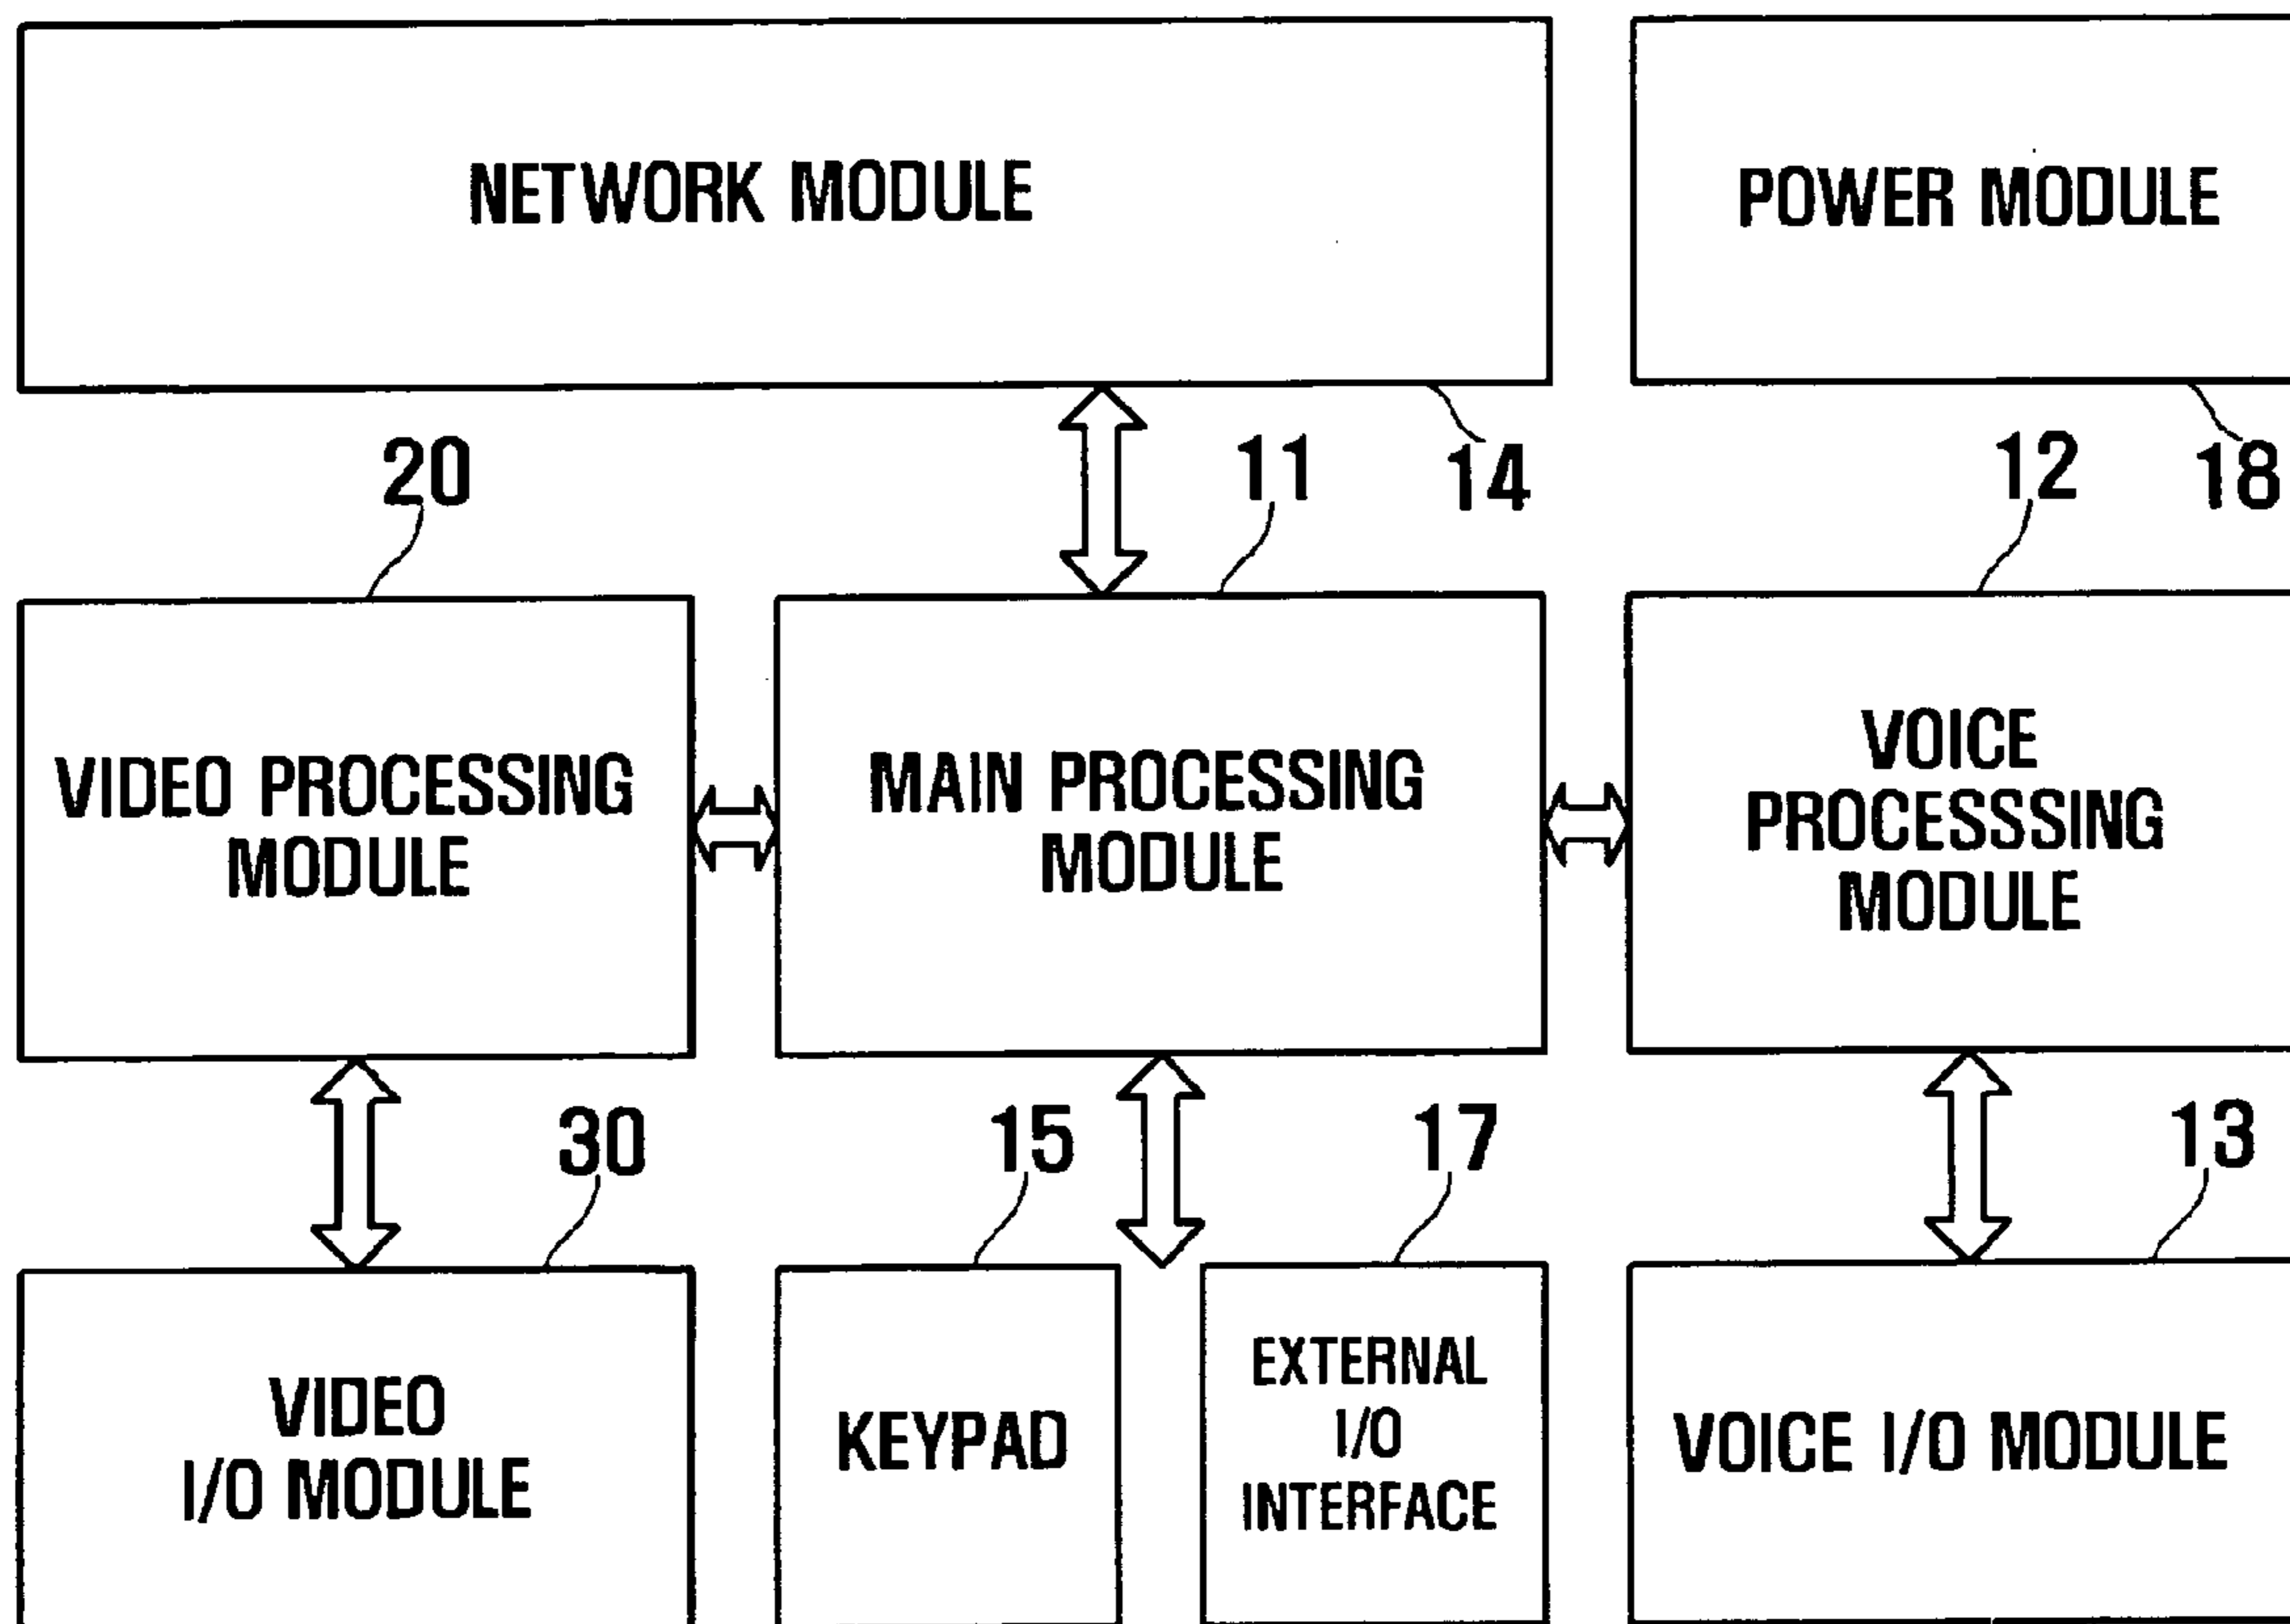 NETWORK MODULE
POWER MODULE
20
11
14
12
18
VIDEO PROCESSING
MODULE
MAIN PROCESSING
MODULE
VOICE
PROCESSSING
MODULE
30
15
17
13
VIDEO
I/O MODULE
KEYPAD
EXTERNAL
I/O
INTERFACE
VOICE I/O MODULE